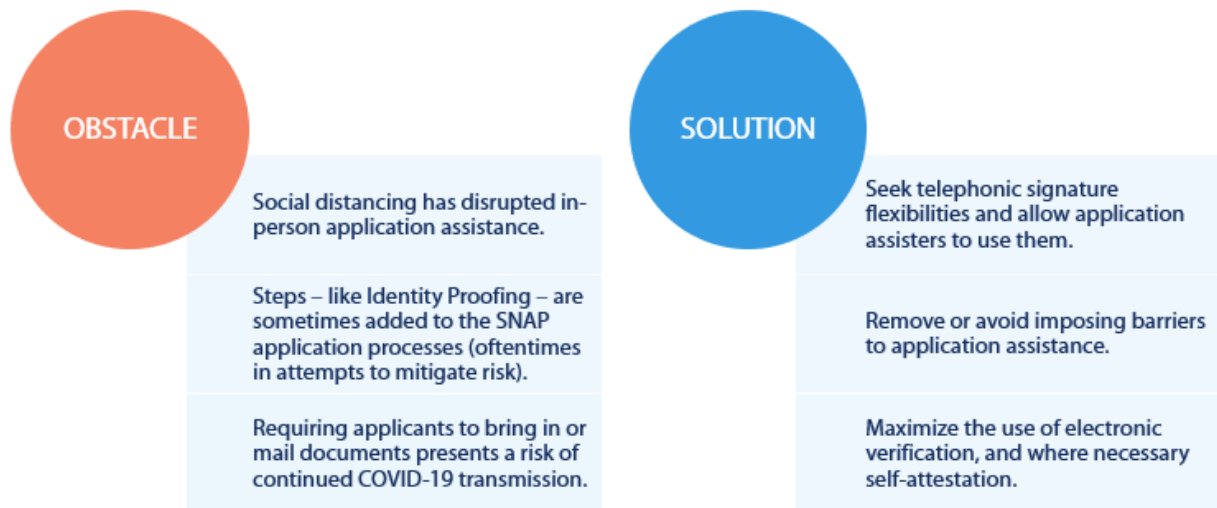 OBSTACLE
Social distancing has disrupted in-
person application assistance.
Steps – like Identity Proofing – are
sometimes added to the SNAP
application processes (oftentimes
in attempts to mitigate risk).
Requiring applicants to bring in or
mail documents presents a risk of
continued COVID-19 transmission.
SOLUTION
Seek telephonic signature
flexibilities and allow application
assisters to use them.
Remove or avoid imposing barriers
to application assistance.
Maximize the use of electronic
verification, and where necessary
self-attestation.